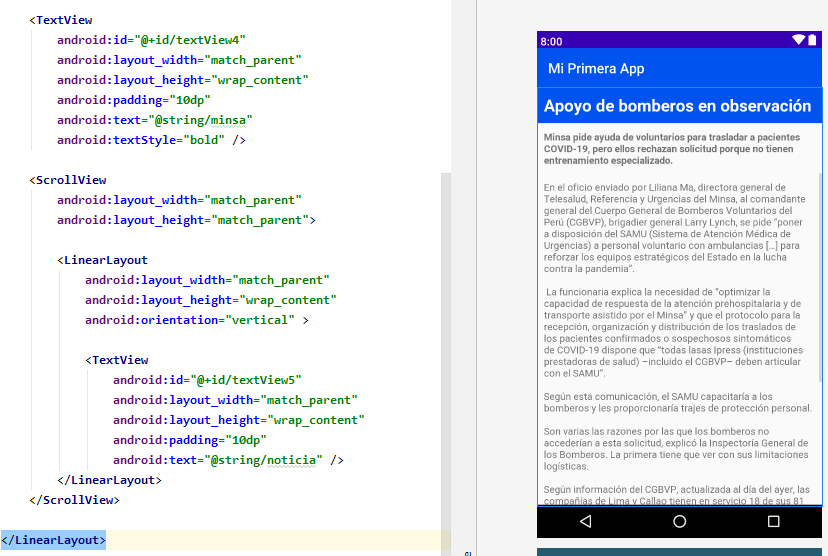 <TextView
android:id="@+id/textView4"
android:layout_width="match_parent"
android:layout_height="wrap_content"
android:padding="10dp"
android:text="@string/minsa"
android:textStyle="bold" />
<ScrollView
android:layout_width="match_parent"
android:layout_height="match_parent">
<LinearLayout
android:layout_width="match_parent"
android:layout_height="wrap_content"
android:orientation="vertical" >
<TextView
android:id="@+id/textView5"
android:layout_width="match_parent"
android:layout_height="wrap_content"
android:padding="10dp"
android:text="@string/noticia" />
</LinearLayout>
</ScrollView>
</LinearLayout>
8:00
Mi Primera App
Apoyo de bomberos en observación
Minsa pide ayuda de voluntarios para trasladar a pacientes
COVID-19, pero ellos rechazan solicitud porque no tienen
entrenamiento especializado.
En el oficio enviado por Liliana Ma, directora general de
Telesalud, Referencia y Urgencias del Minsa, al comandante
general del Cuerpo General de Bomberos Voluntarios del
Perú (CGBVP), brigadier general Larry Lynch, se pide “poner
a disposición del SAMU (Sistema de Atención Médica de
Urgencias) a personal voluntario con ambulancias […] para
reforzar los equipos estratégicos del Estado en la lucha
contra la pandemia”.
La funcionaria explica la necesidad de “optimizar la
capacidad de respuesta de la atención prehospitalaria y de
transporte asistido por el Minsa” y que el protocolo para la
recepción, organización y distribución de los traslados de
los pacientes confirmados o sospechosos sintomáticos
de COVID-19 dispone que “todas lasas Ipress (instituciones
prestadoras de salud) –incluido el CGBVP– deben articular
con el SAMU”.
Según esta comunicación, el SAMU capacitaría a los
bomberos y les proporcionaría trajes de protección personal.
Son varias las razones por las que los bomberos no
accederían a esta solicitud, explicó la Inspectoría General de
los Bomberos. La primera tiene que ver con sus limitaciones
logísticas.
Según información del CGBVP, actualizada al día del ayer, las
compañías de Lima y Callao tienen en servicio 18 de sus 81